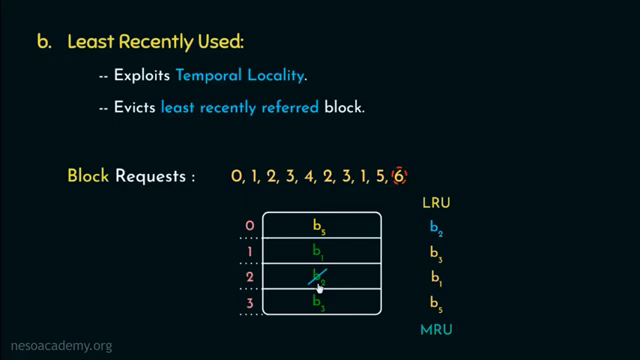 b. Least Recently Used:
-- Exploits Temporal Locality.
-- Evicts least recently referred block.
Block Requests : 0, 1, 2, 3, 4, 2, 3, 1, 5, 6
LRU
0 b5 b2
1 b1 b3
2 b2 b1
3 b3 b5
MRU
nesoacademy.org